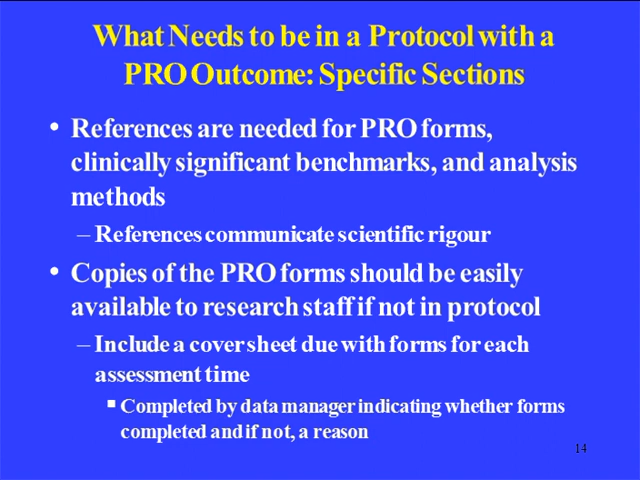 What Needs to be in a Protocol with a
PRO Outcome: Specific Sections
• References are needed for PRO forms,
clinically significant benchmarks, and analysis
methods
– References communicate scientific rigour
• Copies of the PRO forms should be easily
available to research staff if not in protocol
– Include a cover sheet due with forms for each
assessment time
▪ Completed by data manager indicating whether forms
completed and if not, a reason
14